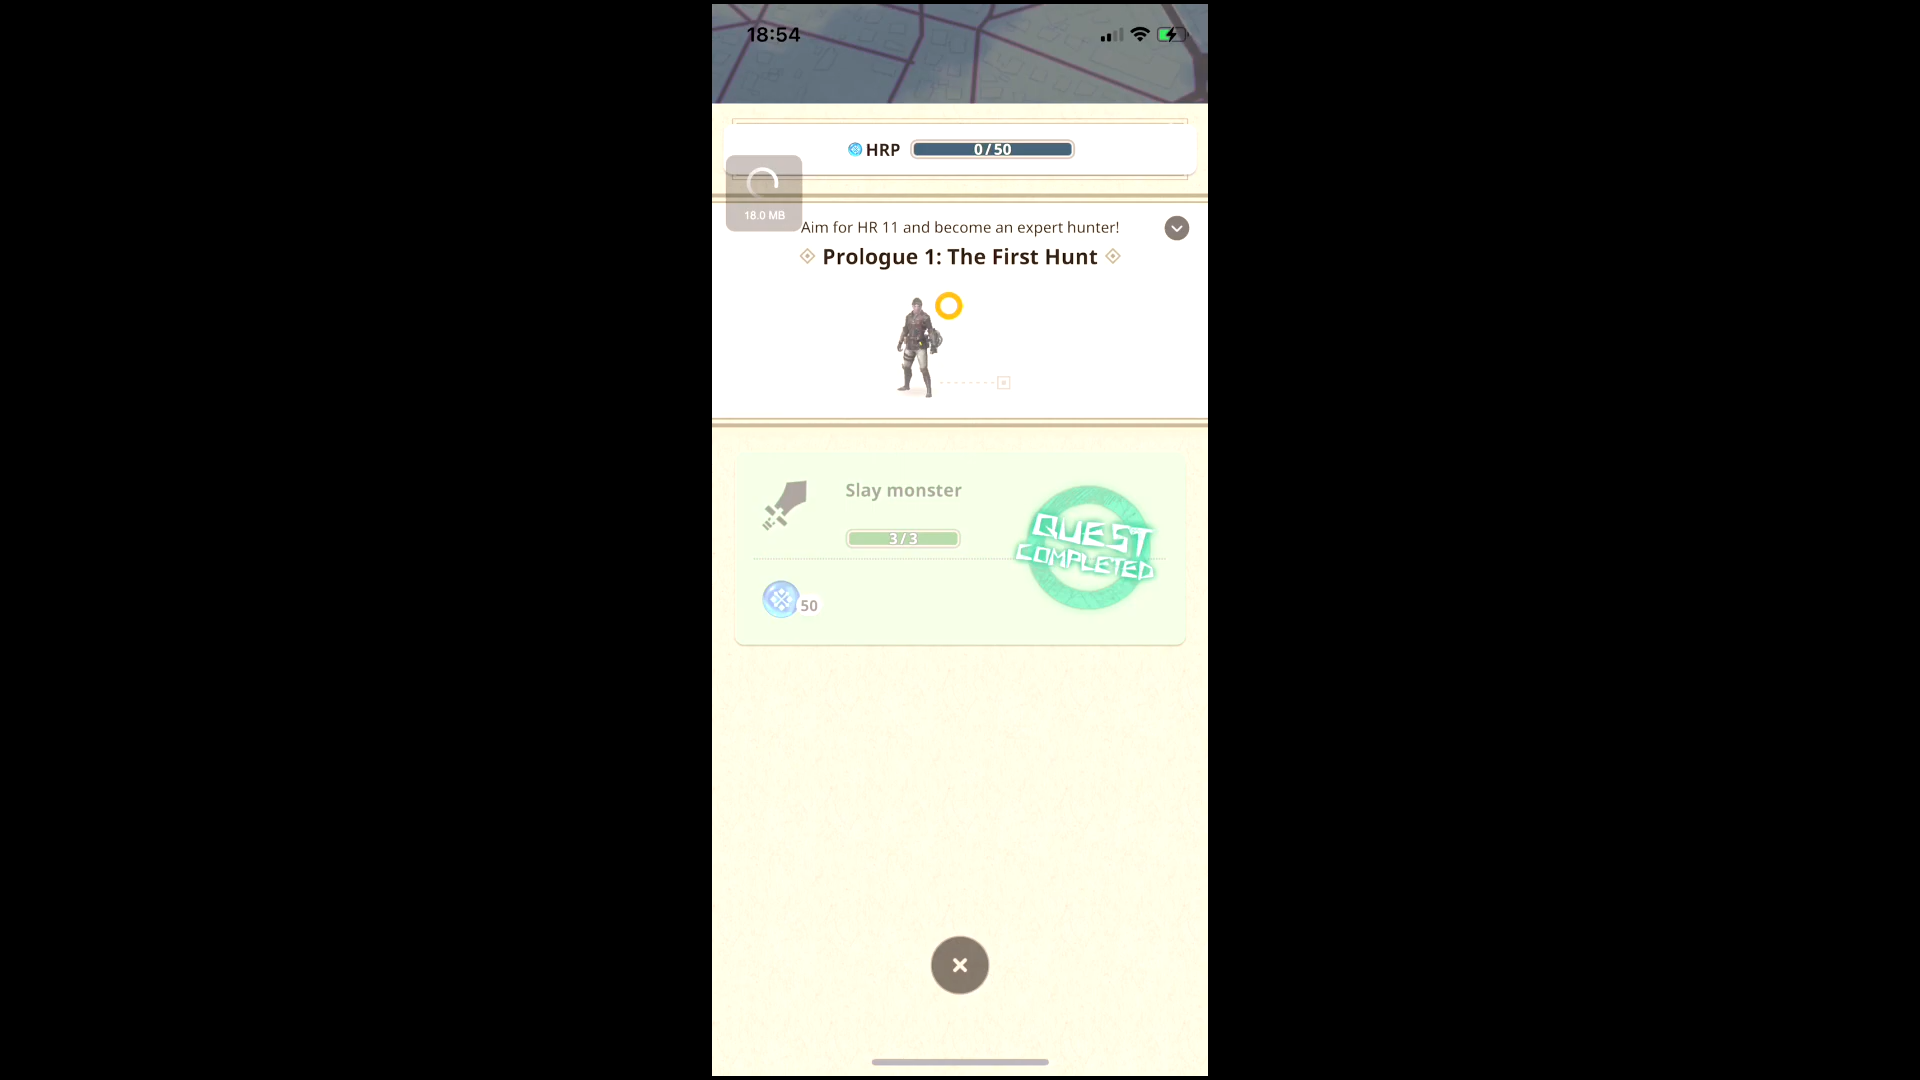 18:54
HRP 0/50
18.0 MB
Aim for HR 11 and become an expert hunter!
Prologue 1: The First Hunt
Slay monster
3/3
QUEST
COMPLETED
50